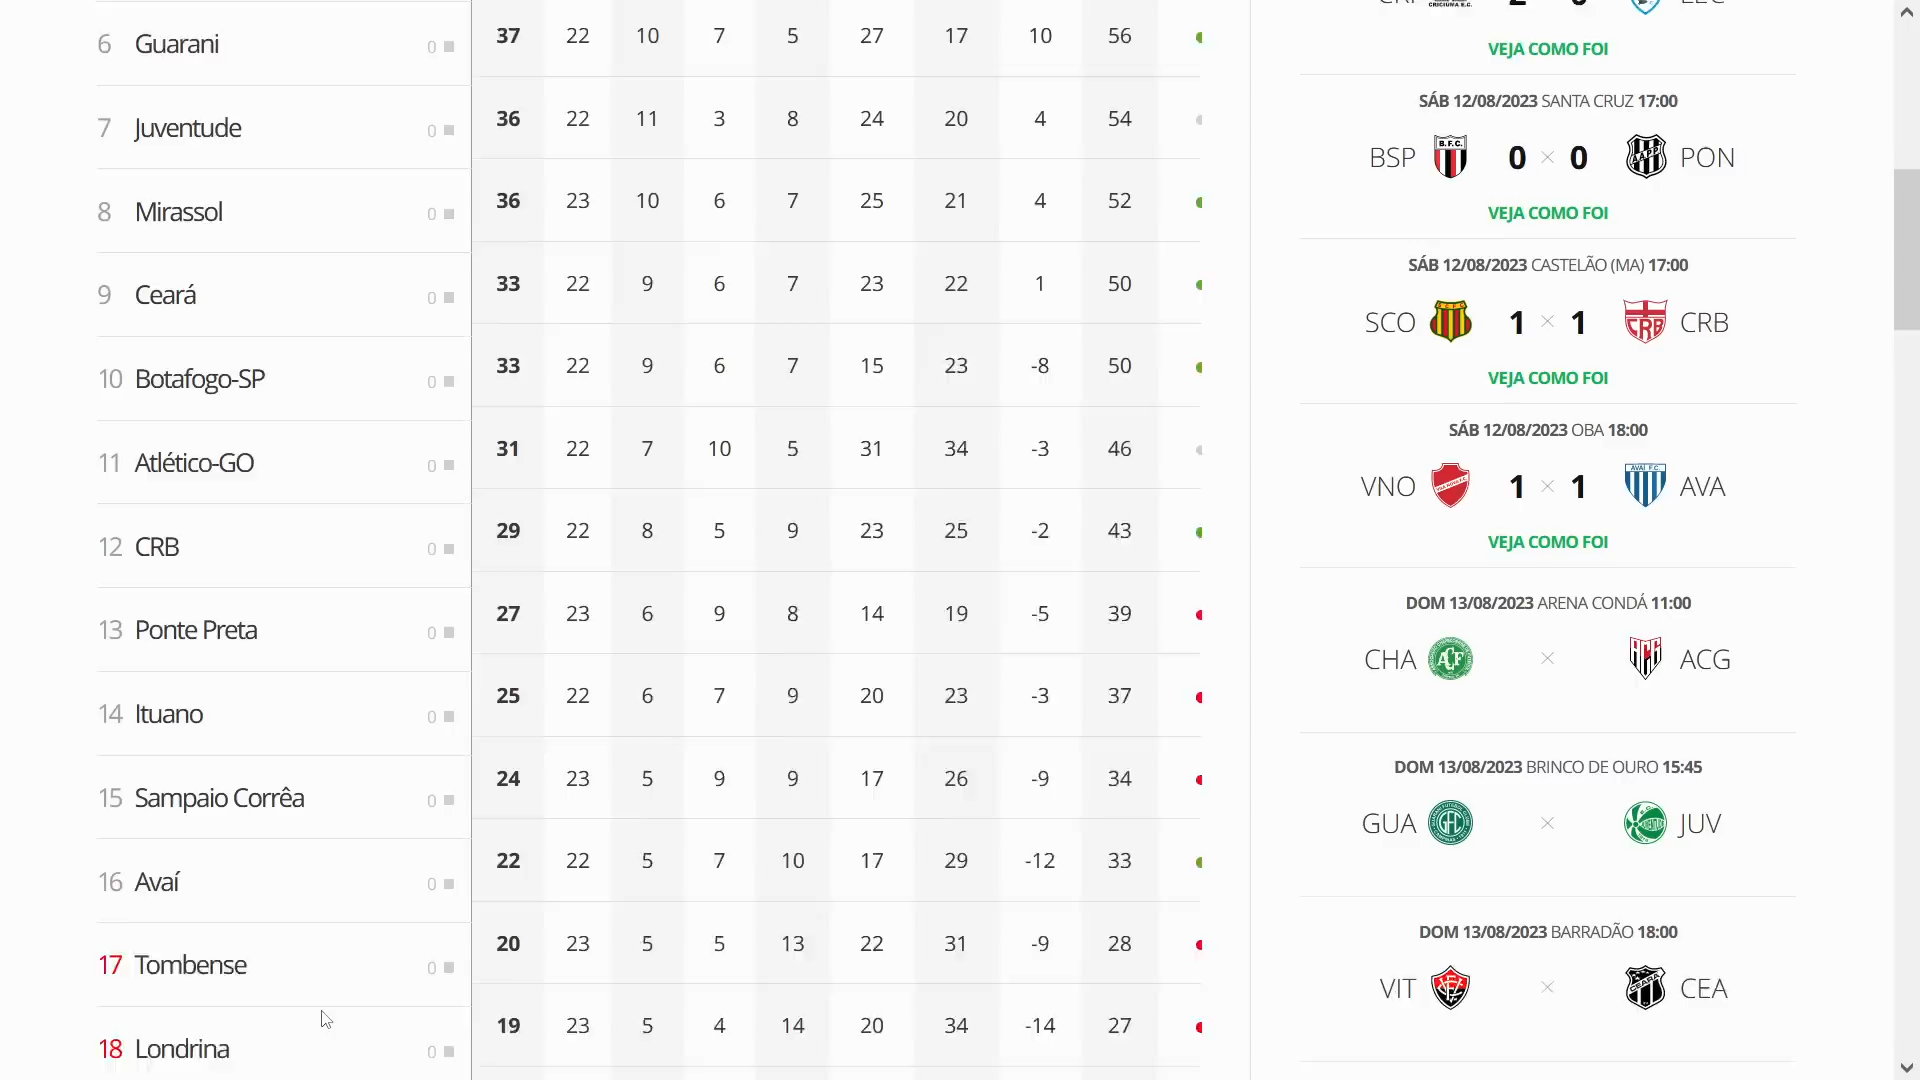 6 Guarani 0 37 22 10 7 5 27 17 10 56
7 Juventude 0 36 22 11 3 8 24 20 4 54
8 Mirassol 0 36 23 10 6 7 25 21 4 52
9 Ceará 0 33 22 9 6 7 23 22 1 50
10 Botafogo-SP 0 33 22 9 6 7 15 23 -8 50
11 Atlético-GO 0 31 22 7 10 5 31 34 -3 46
12 CRB 0 29 22 8 5 9 23 25 -2 43
13 Ponte Preta 0 27 23 6 9 8 14 19 -5 39
14 Ituano 0 25 22 6 7 9 20 23 -3 37
15 Sampaio Corrêa 0 24 23 5 9 9 17 26 -9 34
16 Avaí 0 22 22 5 7 10 17 29 -12 33
17 Tombense 0 20 23 5 5 13 22 31 -9 28
18 Londrina 0 19 23 5 4 14 20 34 -14 27
CRICIÚMA E.C.
VEJA COMO FOI
SÁB 12/08/2023 SANTA CRUZ 17:00
BSP B.F.C. 0 × 0 AAPP PON
VEJA COMO FOI
SÁB 12/08/2023 CASTELÃO (MA) 17:00
SCO 1 × 1 CRB CRB
VEJA COMO FOI
SÁB 12/08/2023 OBA 18:00
VNO 1 × 1 AVAÍ F.C. AVA
VEJA COMO FOI
DOM 13/08/2023 ARENA CONDÁ 11:00
CHA × ACG
DOM 13/08/2023 BRINCO DE OURO 15:45
GUA GFC × JUV
DOM 13/08/2023 BARRADÃO 18:00
VIT × CEARÁ CEA